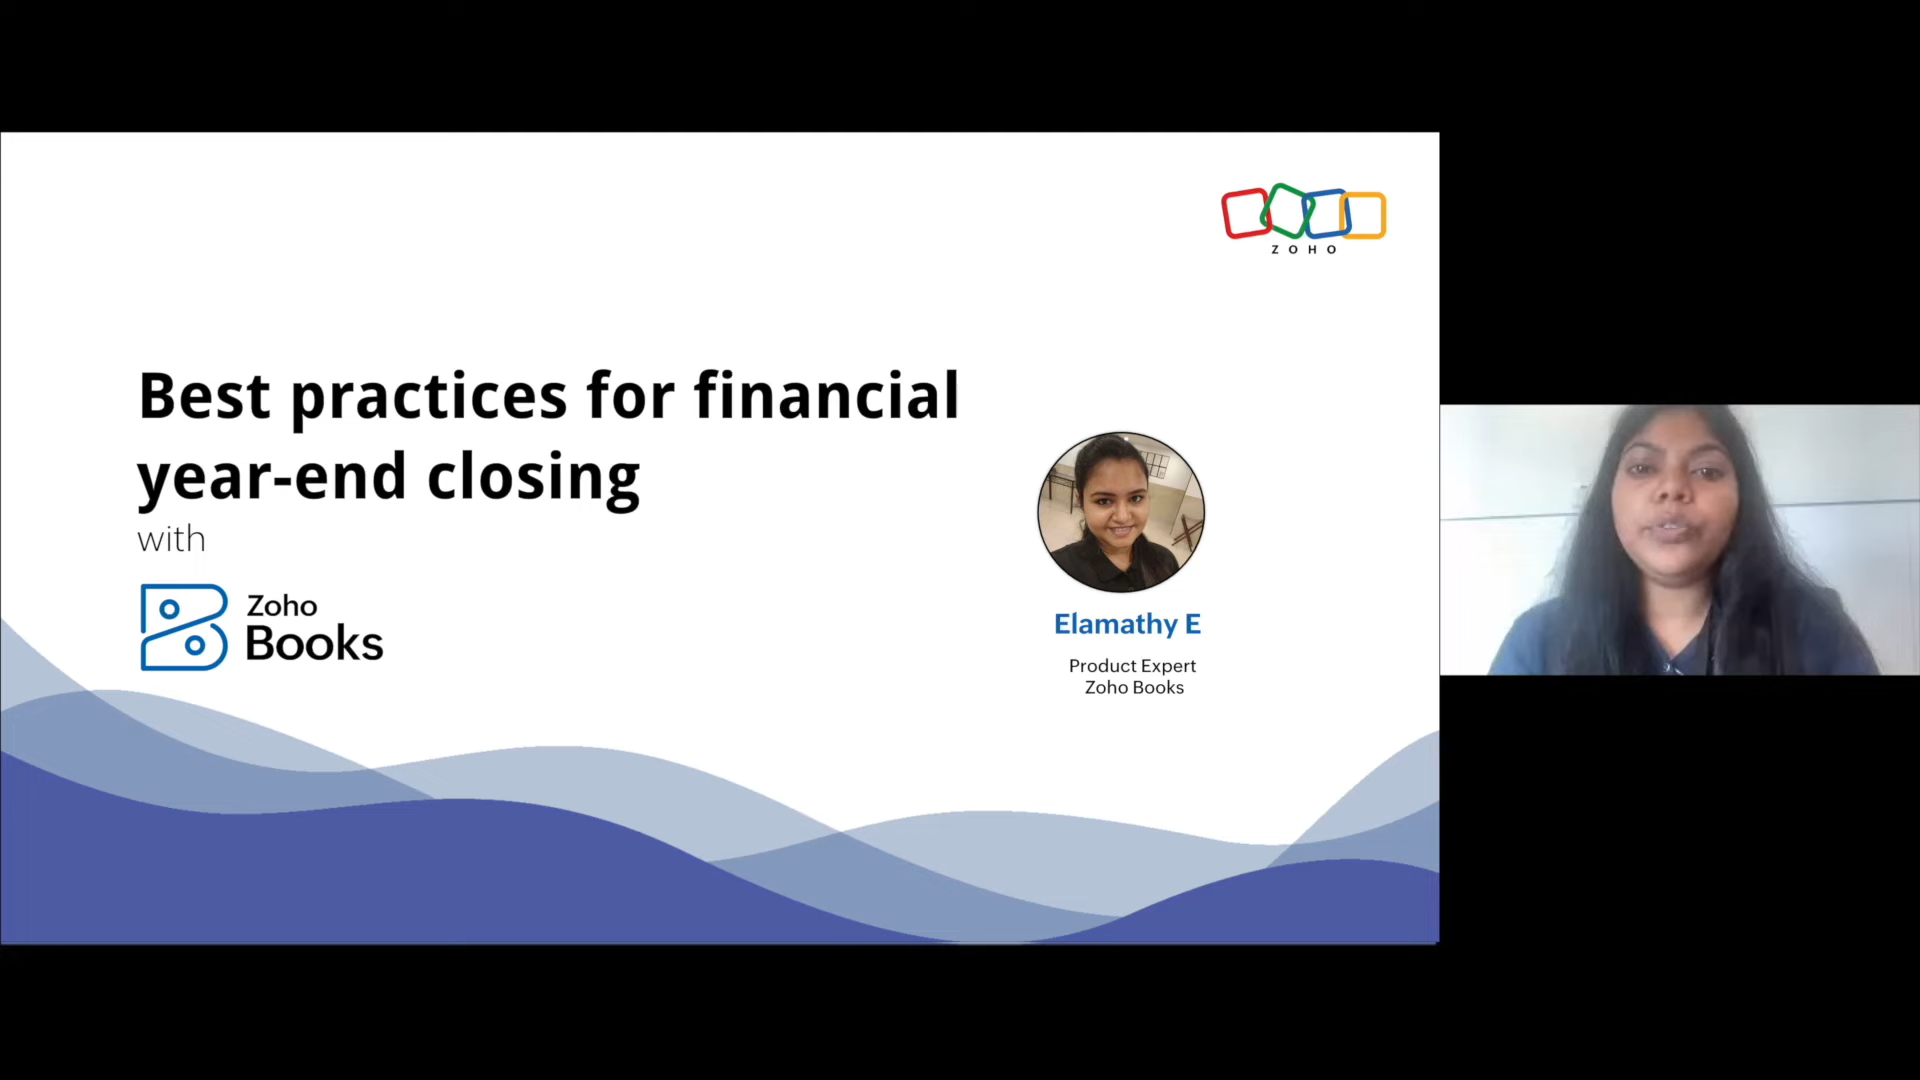 ZOHO
Best practices for financial
year-end closing
with
Zoho
Books
Elamathy E
Product Expert
Zoho Books